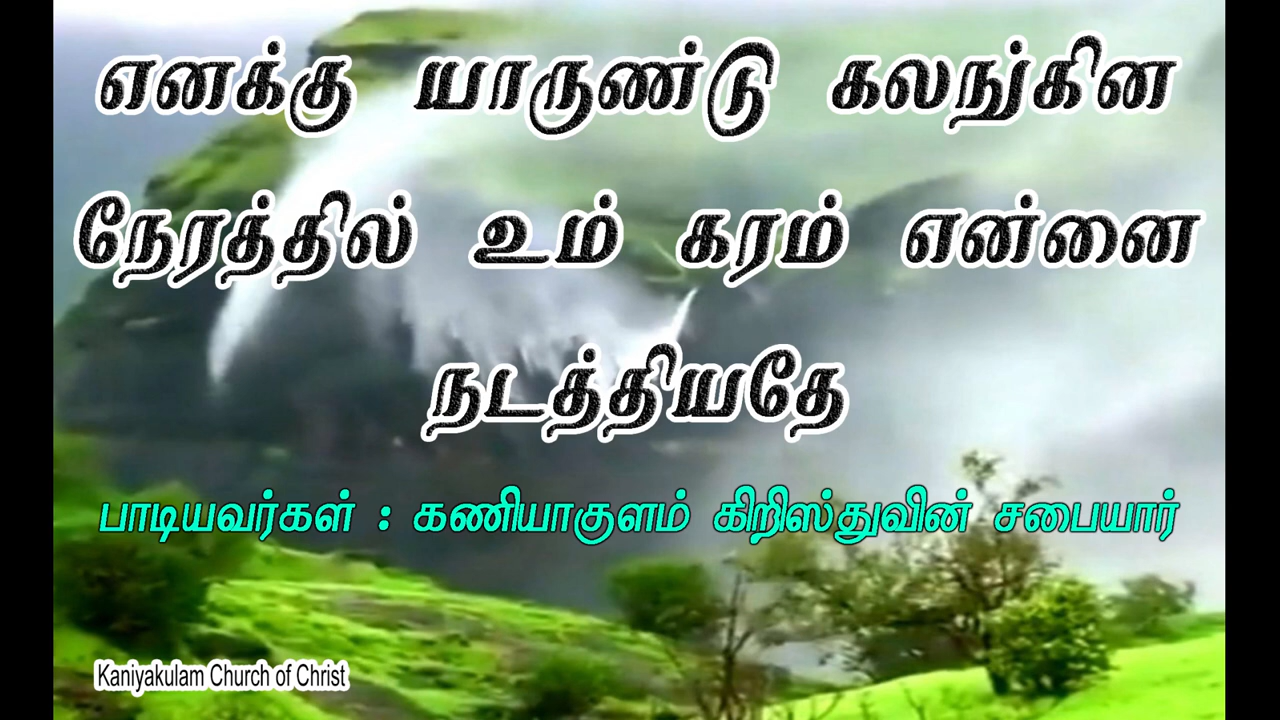 எனக்கு யாருண்டு கலங்கின
நேரத்தில் உம் கரம் என்னை
நடத்தியதே
பாடியவர்கள் : கணியாகுளம் கிறிஸ்துவின் சபையார்
Kaniyakulam Church of Christ